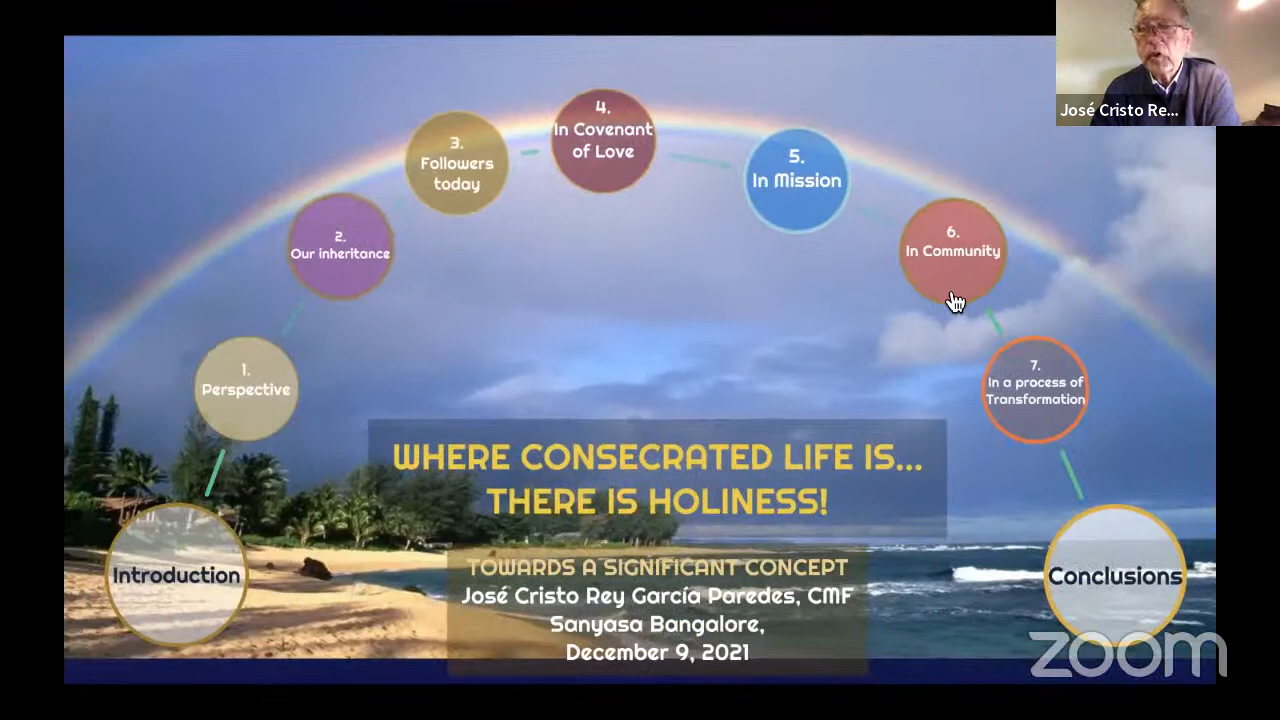 José Cristo Re...
4.
In Covenant
of Love
3.
Followers
today
5.
In Mission
2.
Our inheritance
6.
In Community
1.
Perspective
7.
In a process of
Transformation
WHERE CONSECRATED LIFE IS...
THERE IS HOLINESS!
Introduction
TOWARDS A SIGNIFICANT CONCEPT
José Cristo Rey García Paredes, CMF
Sanyasa Bangalore,
December 9, 2021
Conclusions
zoom